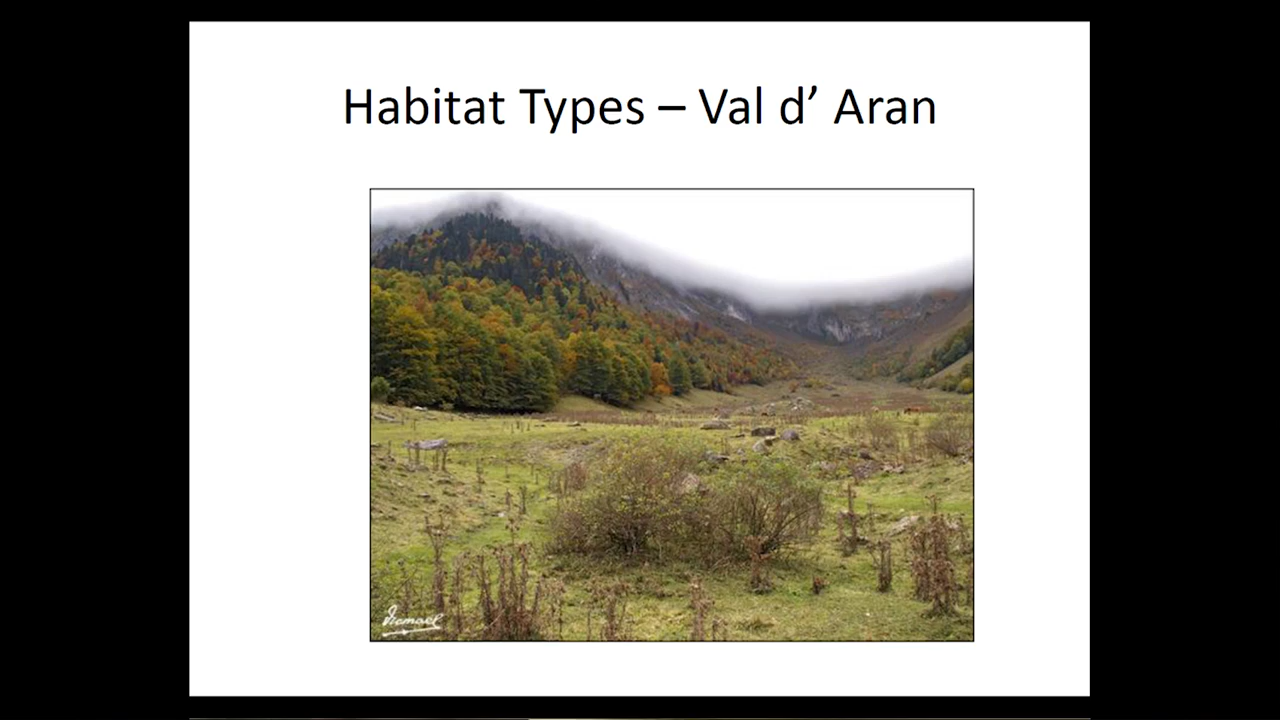 Habitat Types – Val d’ Aran